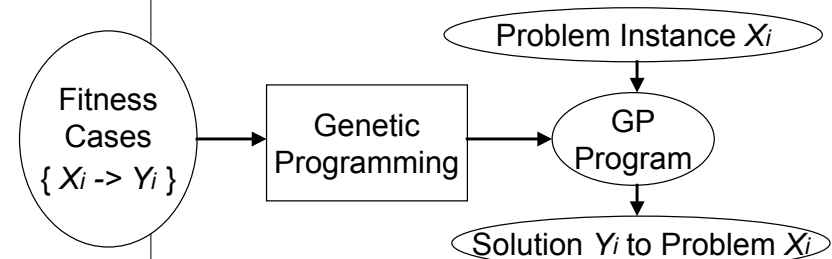 Fitness
Cases
{ Xi -> Yi }
Genetic
Programming
Problem Instance Xi
GP
Program
Solution Yi to Problem Xi